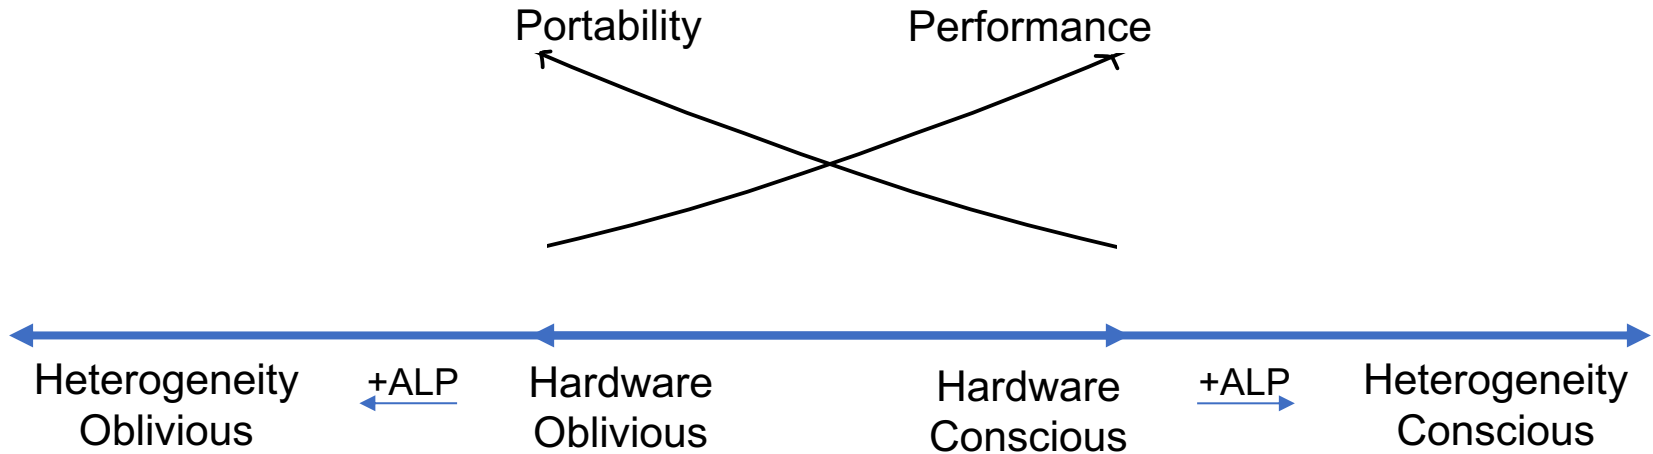 Portability
Performance
Heterogeneity
Oblivious
+ALP
Hardware
Oblivious
Hardware
Conscious
+ALP
Heterogeneity
Conscious